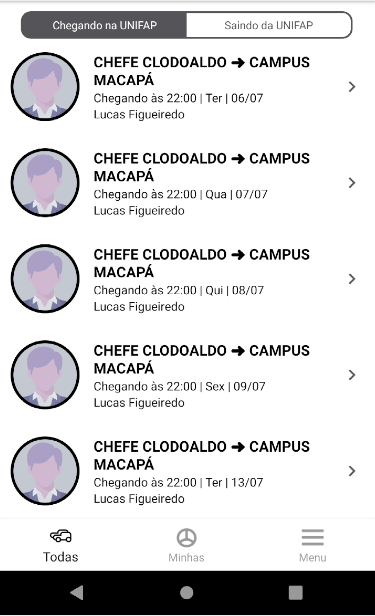 Chegando na UNIFAP
Saindo da UNIFAP
CHEFE CLODOALDO ➜ CAMPUS
MACAPÁ
Chegando às 22:00 | Ter | 06/07
Lucas Figueiredo
CHEFE CLODOALDO ➜ CAMPUS
MACAPÁ
Chegando às 22:00 | Qua | 07/07
Lucas Figueiredo
CHEFE CLODOALDO ➜ CAMPUS
MACAPÁ
Chegando às 22:00 | Qui | 08/07
Lucas Figueiredo
CHEFE CLODOALDO ➜ CAMPUS
MACAPÁ
Chegando às 22:00 | Sex | 09/07
Lucas Figueiredo
CHEFE CLODOALDO ➜ CAMPUS
MACAPÁ
Chegando às 22:00 | Ter | 13/07
Lucas Figueiredo
Todas
Minhas
Menu